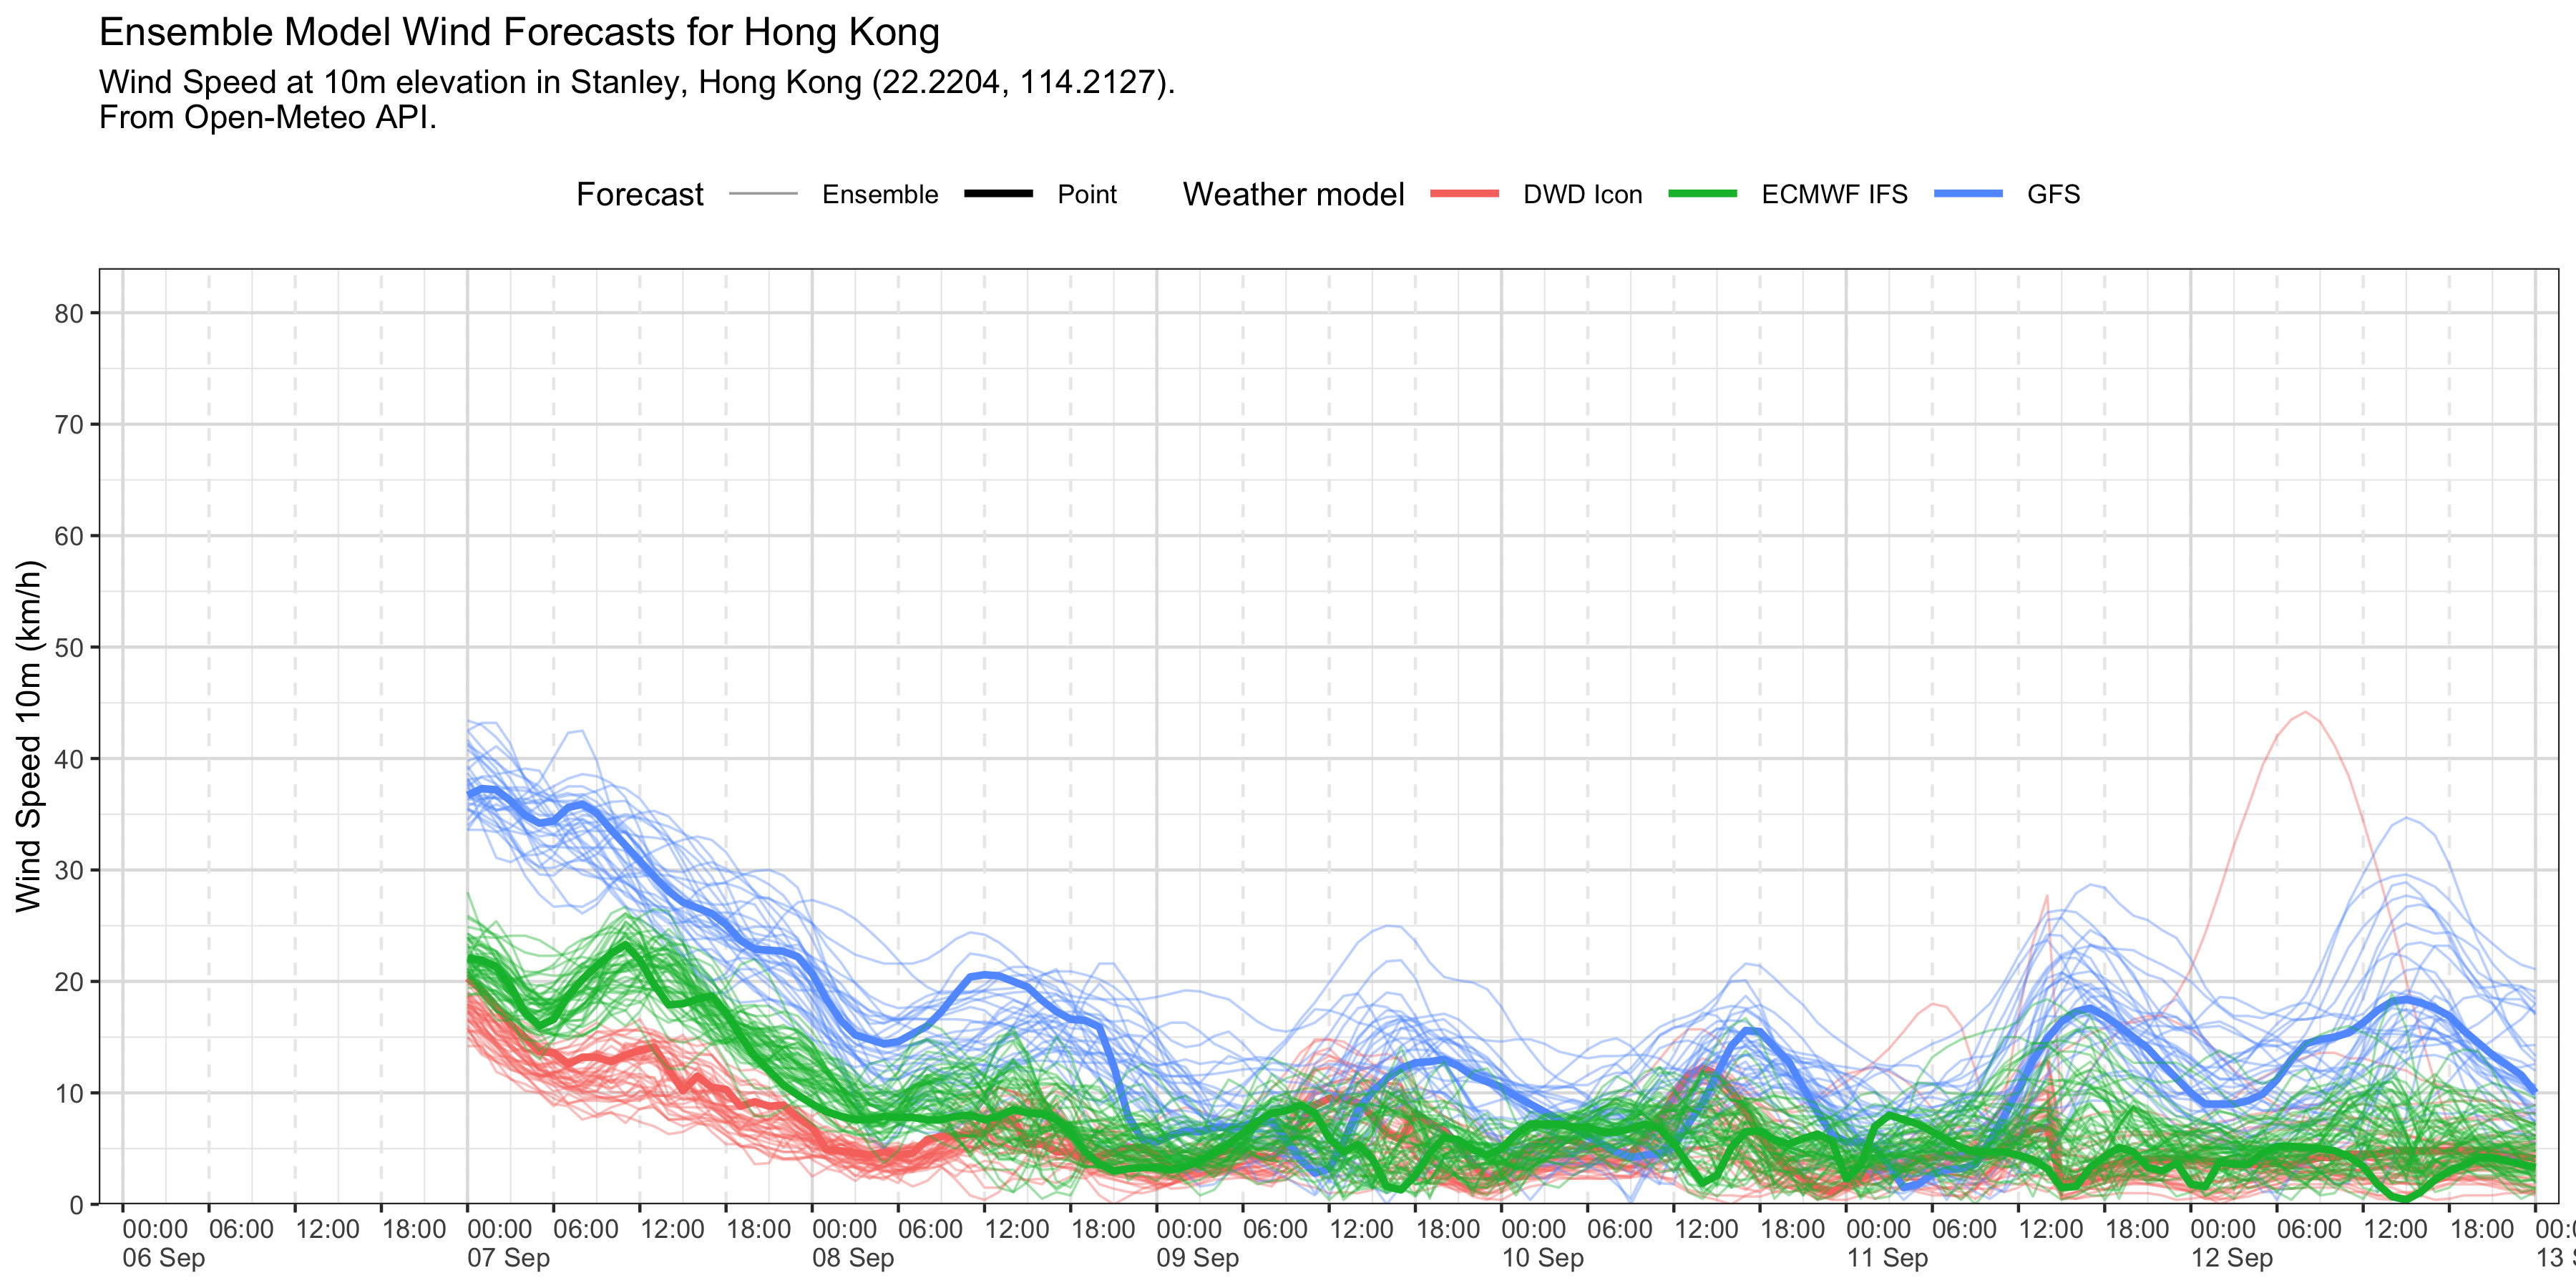 Ensemble Model Wind Forecasts for Hong Kong
Wind Speed at 10m elevation in Stanley, Hong Kong (22.2204, 114.2127).
From Open-Meteo API.
Forecast Ensemble Point Weather model DWD Icon ECMWF IFS GFS
Wind Speed 10m (km/h)
80
70
60
50
40
30
20
10
0
00:00 06:00 12:00 18:00 00:00 06:00 12:00 18:00 00:00 06:00 12:00 18:00 00:00 06:00 12:00 18:00 00:00 06:00 12:00 18:00 00:00 06:00 12:00 18:00 00:00 06:00 12:00 18:00
06 Sep 07 Sep 08 Sep 09 Sep 10 Sep 11 Sep 12 Sep 13